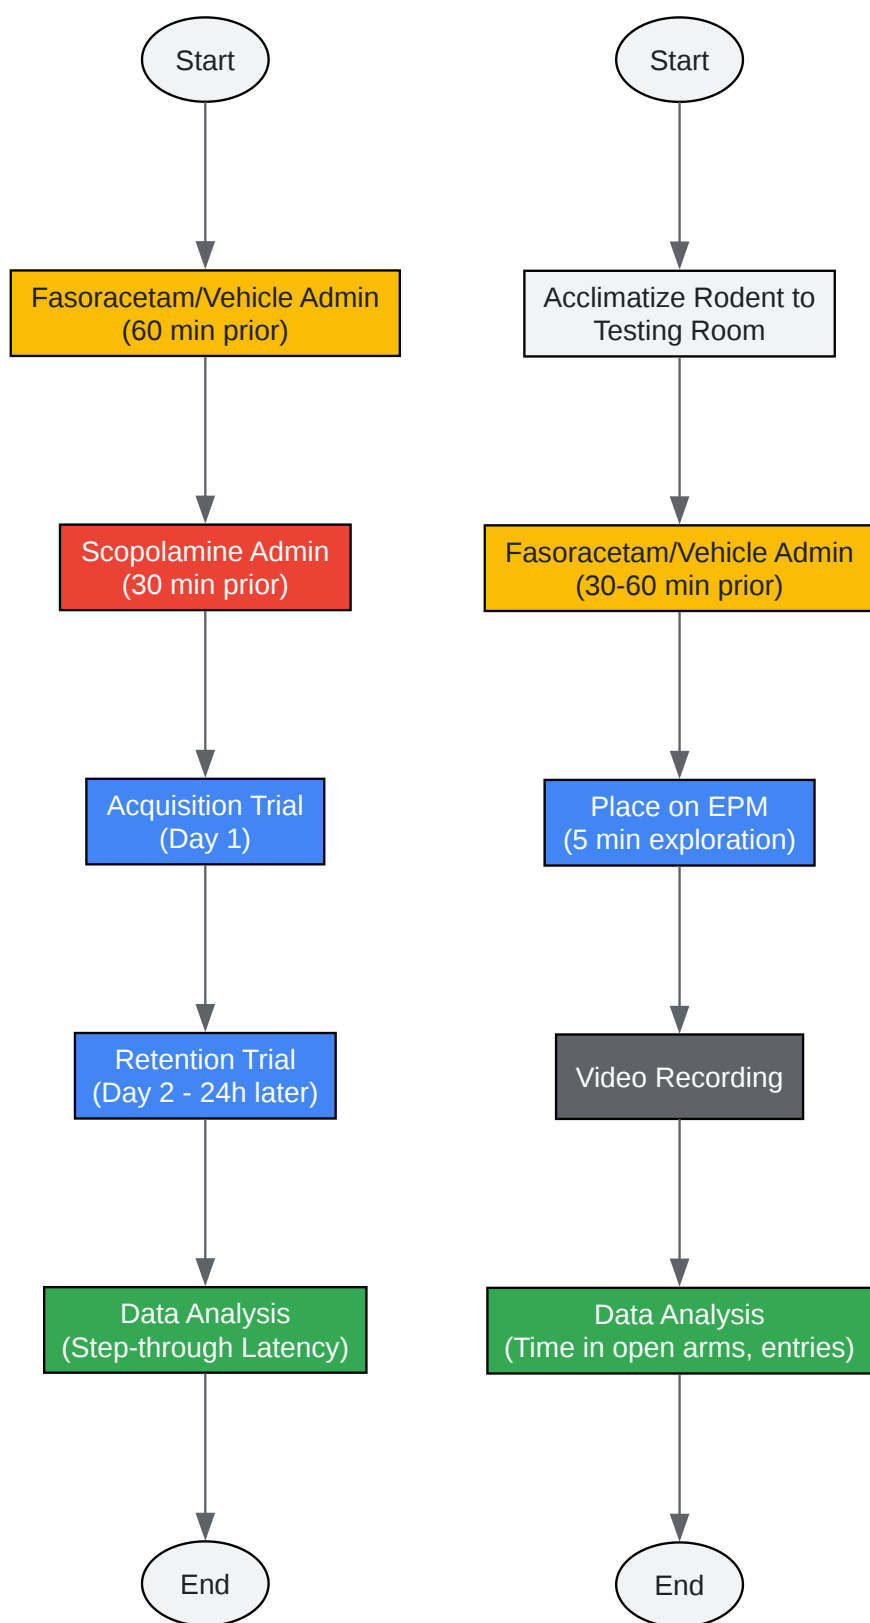 Start
Fasoracetam/Vehicle Admin
(60 min prior)
Scopolamine Admin
(30 min prior)
Acquisition Trial
(Day 1)
Retention Trial
(Day 2 - 24h later)
Data Analysis
(Step-through Latency)
End
Start
Acclimatize Rodent to
Testing Room
Fasoracetam/Vehicle Admin
(30-60 min prior)
Place on EPM
(5 min exploration)
Video Recording
Data Analysis
(Time in open arms, entries)
End